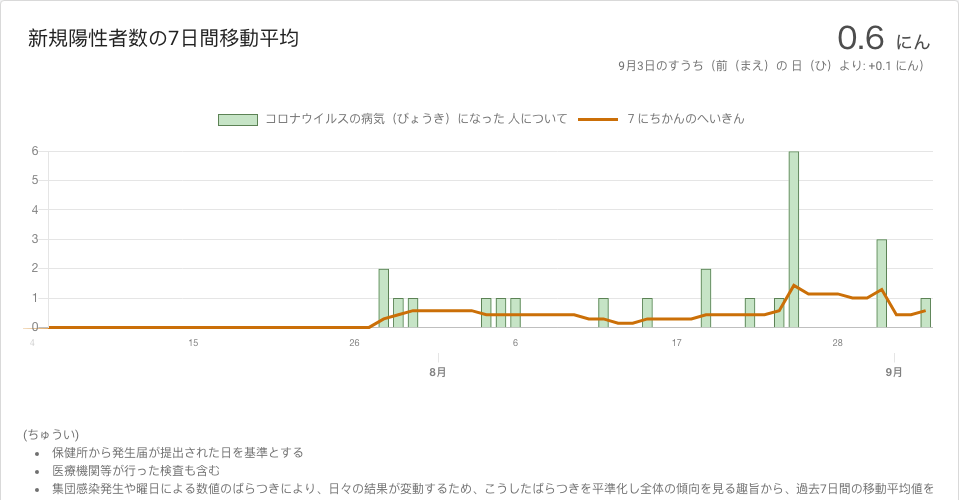 新規陽性者数の7日間移動平均
0.6 にん
9月3日のすうち（前（まえ）の 日（ひ）より: +0.1 にん）
コロナウイルスの病気（びょうき）になった 人について
7 にちかんのへいきん
6
5
4
3
2
1
0
4 15 26 6 17 28
8月 9月
(ちゅうい)
• 保健所から発生届が提出された日を基準とする
• 医療機関等が行った検査も含む
• 集団感染発生や曜日による数値のばらつきにより、日々の結果が変動するため、こうしたばらつきを平準化し全体の傾向を見る趣旨から、過去7日間の移動平均値を